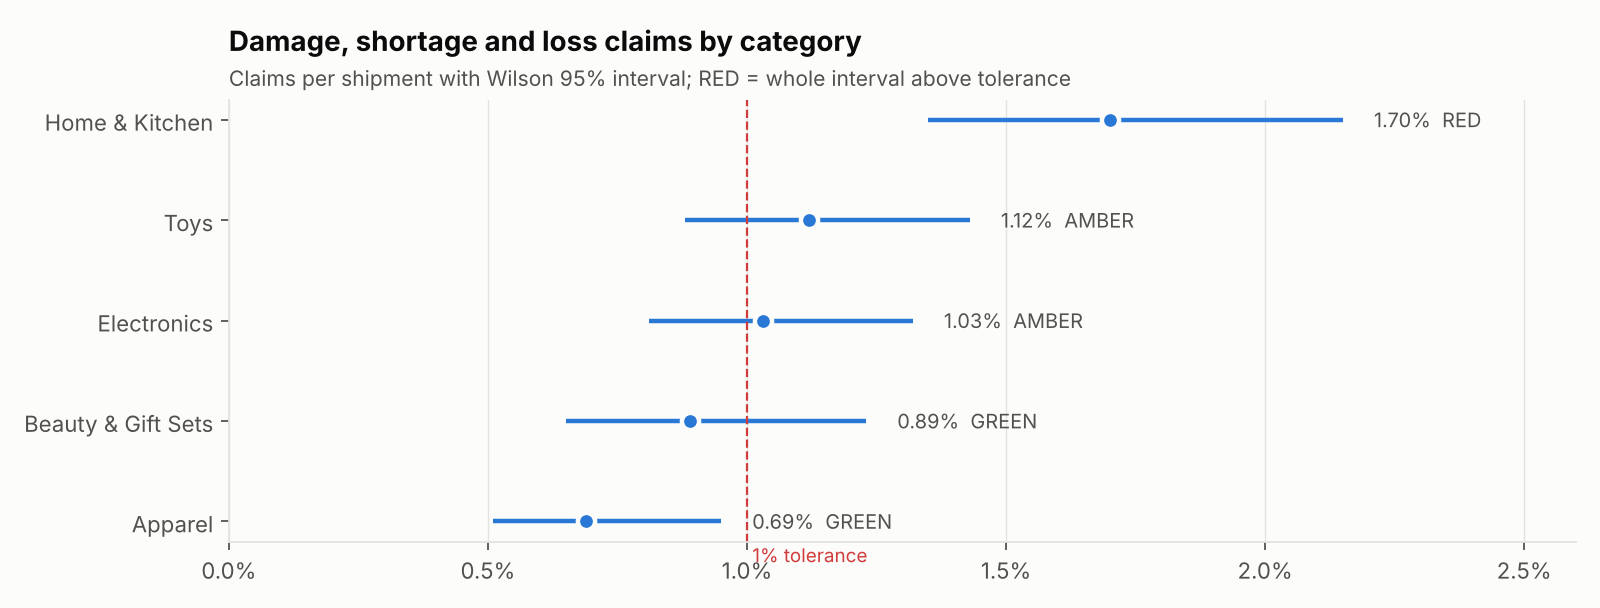 Damage, shortage and loss claims by category
Claims per shipment with Wilson 95% interval; RED = whole interval above tolerance
Home & Kitchen 1.70% RED
Toys 1.12% AMBER
Electronics 1.03% AMBER
Beauty & Gift Sets 0.89% GREEN
Apparel 0.69% GREEN
1% tolerance
0.0% 0.5% 1.0% 1.5% 2.0% 2.5%